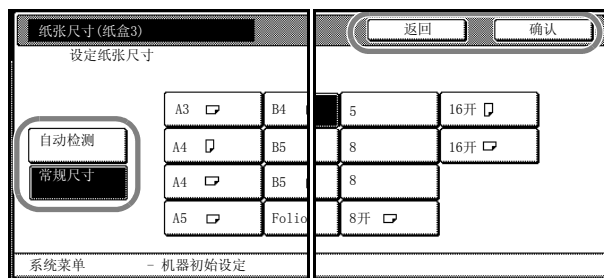 纸张尺寸(纸盒3) 返回 确认
设定纸张尺寸
A3 B4 5 16开
自动检测 A4 B5 8 16开
常规尺寸 A4 B5 8
A5 Folio 8开
系统菜单 - 机器初始设定